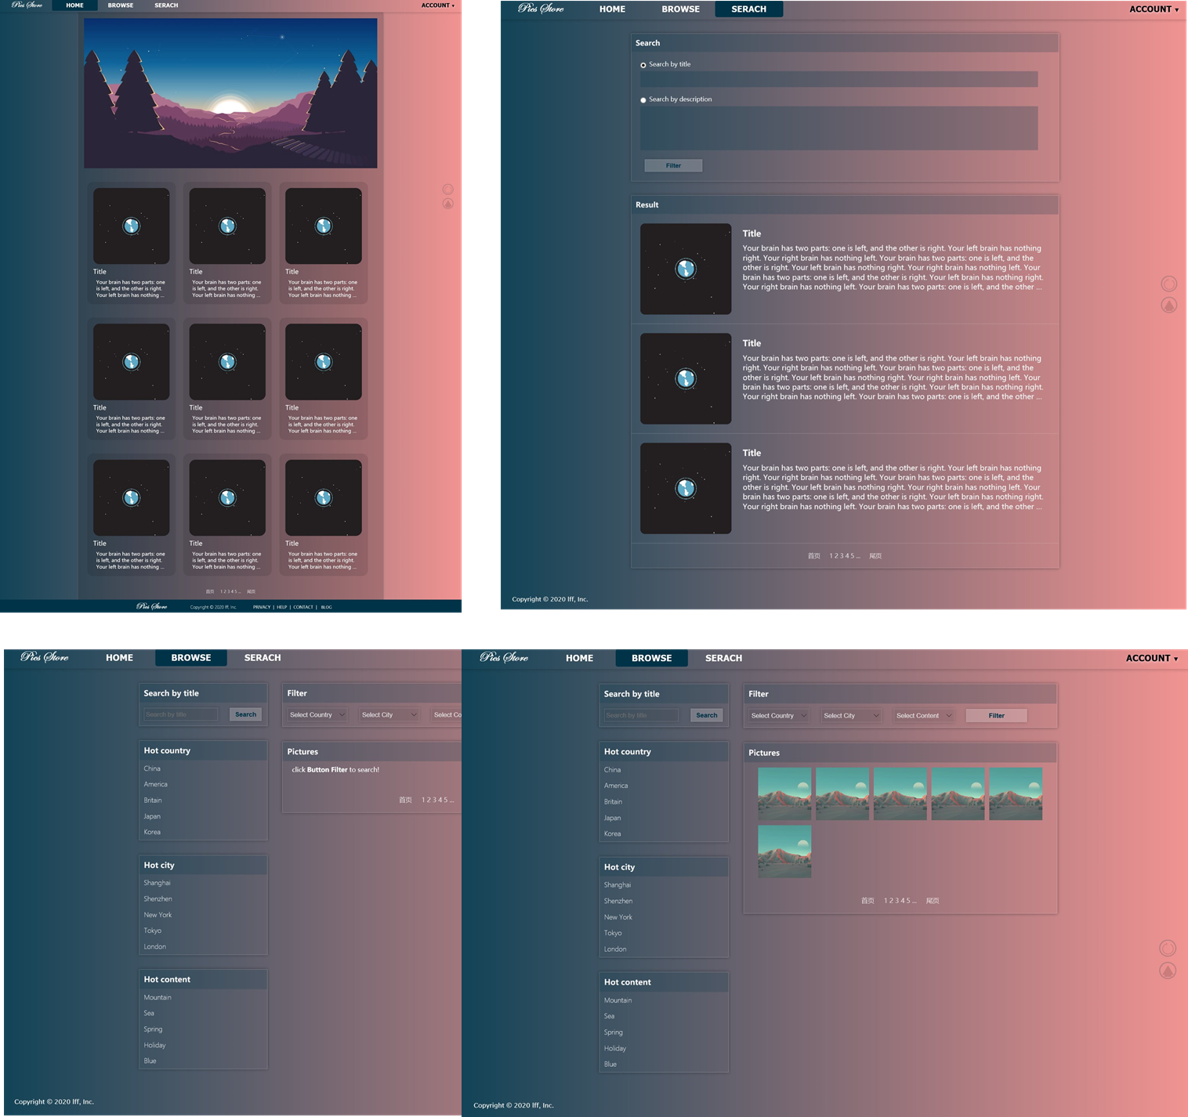 Pics Store HOME BROWSE SERACH ACCOUNT ▾
Title Title Title
Your brain has two parts: one Your brain has two parts: one Your brain has two parts: one
is left, and the other is right. is left, and the other is right. is left, and the other is right.
Your left brain has nothing ... Your left brain has nothing ... Your left brain has nothing ...
Title Title Title
Your brain has two parts: one Your brain has two parts: one Your brain has two parts: one
is left, and the other is right. is left, and the other is right. is left, and the other is right.
Your left brain has nothing ... Your left brain has nothing ... Your left brain has nothing ...
Title Title Title
Your brain has two parts: one Your brain has two parts: one Your brain has two parts: one
is left, and the other is right. is left, and the other is right. is left, and the other is right.
Your left brain has nothing ... Your left brain has nothing ... Your left brain has nothing ...
首页 1 2 3 4 5 ... 尾页
Pics Store Copyright © 2020 lff, Inc. PRIVACY | HELP | CONTACT | BLOG
Pics Store HOME BROWSE SERACH ACCOUNT ▾
Search
Search by title
Search by description
Filter
Result
Title
Your brain has two parts: one is left, and the other is right. Your left brain has nothing
right. Your right brain has nothing left. Your brain has two parts: one is left, and the
other is right. Your left brain has nothing right. Your right brain has nothing left. Your
brain has two parts: one is left, and the other is right. Your left brain has nothing right.
Your right brain has nothing left. Your brain has two parts: one is left, and the other ...
Title
Your brain has two parts: one is left, and the other is right. Your left brain has nothing
right. Your right brain has nothing left. Your brain has two parts: one is left, and the
other is right. Your left brain has nothing right. Your right brain has nothing left. Your
brain has two parts: one is left, and the other is right. Your left brain has nothing right.
Your right brain has nothing left. Your brain has two parts: one is left, and the other ...
Title
Your brain has two parts: one is left, and the other is right. Your left brain has nothing
right. Your right brain has nothing left. Your brain has two parts: one is left, and the
other is right. Your left brain has nothing right. Your right brain has nothing left. Your
brain has two parts: one is left, and the other is right. Your left brain has nothing right.
Your right brain has nothing left. Your brain has two parts: one is left, and the other ...
首页 1 2 3 4 5 ... 尾页
Copyright © 2020 lff, Inc.
Pics Store HOME BROWSE SERACH
Search by title
Search by title Search
Hot country
China
America
Britain
Japan
Korea
Hot city
Shanghai
Shenzhen
New York
Tokyo
London
Hot content
Mountain
Sea
Spring
Holiday
Blue
Filter
Select Country Select City Select Co
Pictures
click Button Filter to search!
首页 1 2 3 4 5 ...
Copyright © 2020 lff, Inc.
Pics Store HOME BROWSE SERACH ACCOUNT ▾
Search by title
Search by title Search
Hot country
China
America
Britain
Japan
Korea
Hot city
Shanghai
Shenzhen
New York
Tokyo
London
Hot content
Mountain
Sea
Spring
Holiday
Blue
Filter
Select Country Select City Select Content Filter
Pictures
首页 1 2 3 4 5 ... 尾页
Copyright © 2020 lff, Inc.